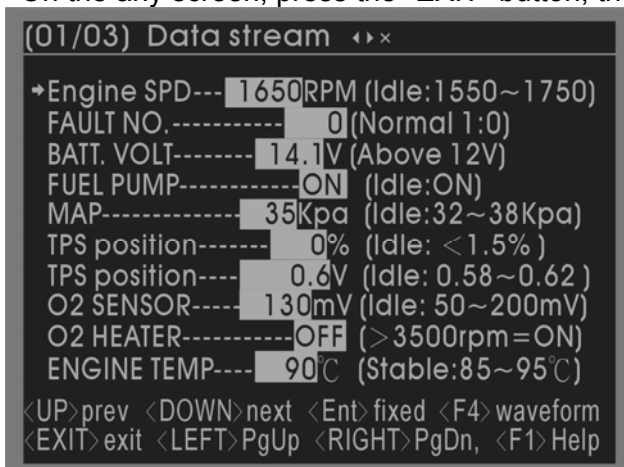 (01/03) Data stream ◂▸×
➔Engine SPD--- 1650RPM (Idle:1550~1750)
FAULT NO.----------- 0(Normal 1:0)
BATT. VOLT-------- 14.1V(Above 12V)
FUEL PUMP------------ON (Idle:ON)
MAP-------------- 35Kpa (Idle:32~38Kpa)
TPS position------- 0% (Idle: <1.5% )
TPS position---- 0.6V (Idle: 0.58~0.62 )
O2 SENSOR----- 130mV(Idle: 50~200mV)
O2 HEATER-----------OFF (>3500rpm=ON)
ENGINE TEMP---- 90℃ (Stable:85~95℃)
<UP>prev <DOWN>next <Ent>fixed <F4>waveform
<EXIT>exit <LEFT>PgUp <RIGHT>PgDn, <F1>Help